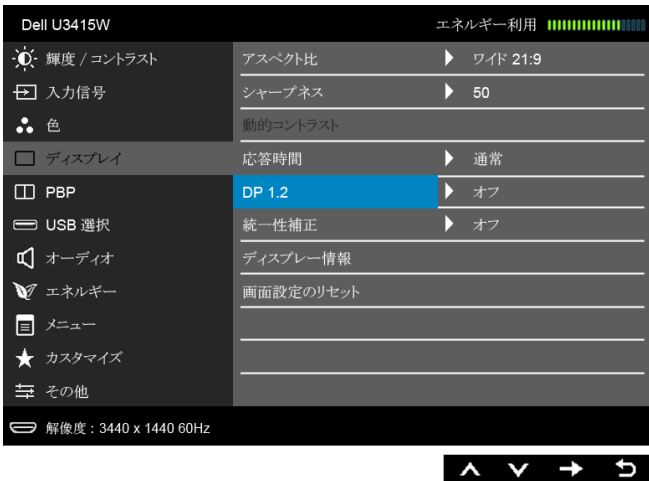 Dell U3415W エネルギー利用
輝度 / コントラスト アスペクト比 ワイド 21:9
入力信号 シャープネス 50
色 動的コントラスト
ディスプレイ 応答時間 通常
PBP DP 1.2 オフ
USB 選択 統一性補正 オフ
オーディオ ディスプレー情報
エネルギー 画面設定のリセット
メニュー
カスタマイズ
その他
解像度 : 3440 x 1440 60Hz